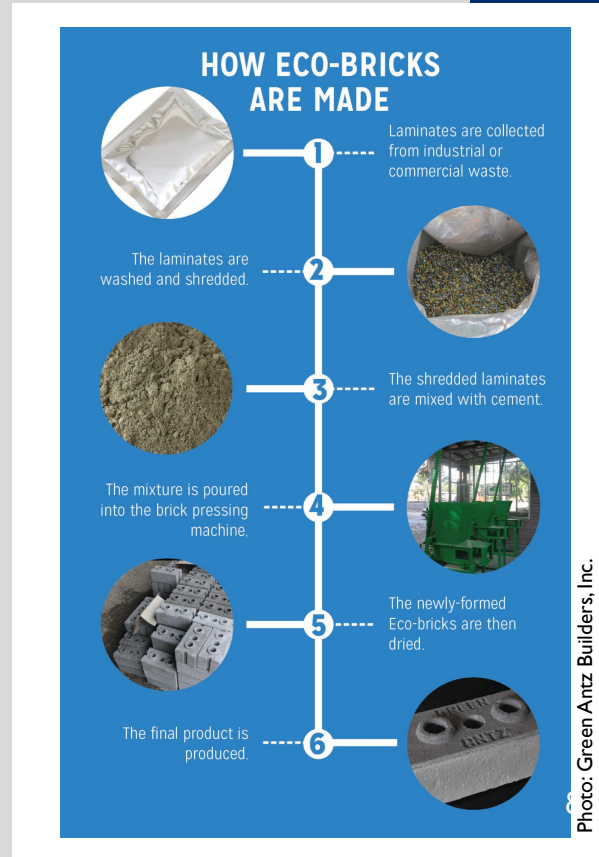 HOW ECO-BRICKS
ARE MADE
1
Laminates are collected
from industrial or
commercial waste.
The laminates are
washed and shredded.
2
3
The shredded laminates
are mixed with cement.
The mixture is poured
into the brick pressing
machine.
4
5
The newly-formed
Eco-bricks are then
dried.
The final product is
produced.
6
GREEN
ANTZ
Photo: Green Antz Builders, Inc.